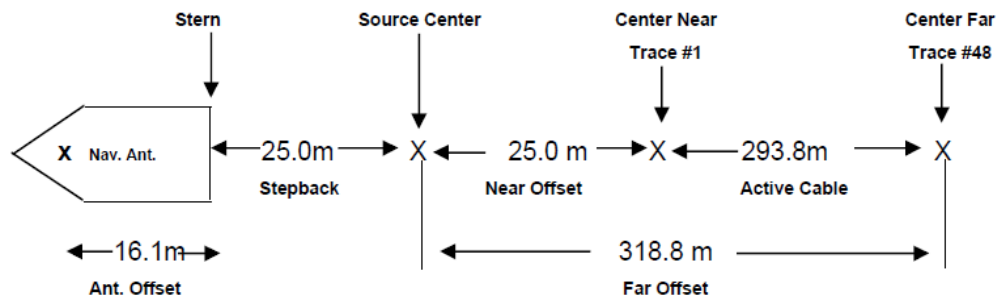 Stern
Source Center
Center Near
Trace #1
Center Far
Trace #48
X Nav. Ant.
25.0m
X
25.0 m
X
293.8m
X
Stepback
Near Offset
Active Cable
16.1m
318.8 m
Ant. Offset
Far Offset